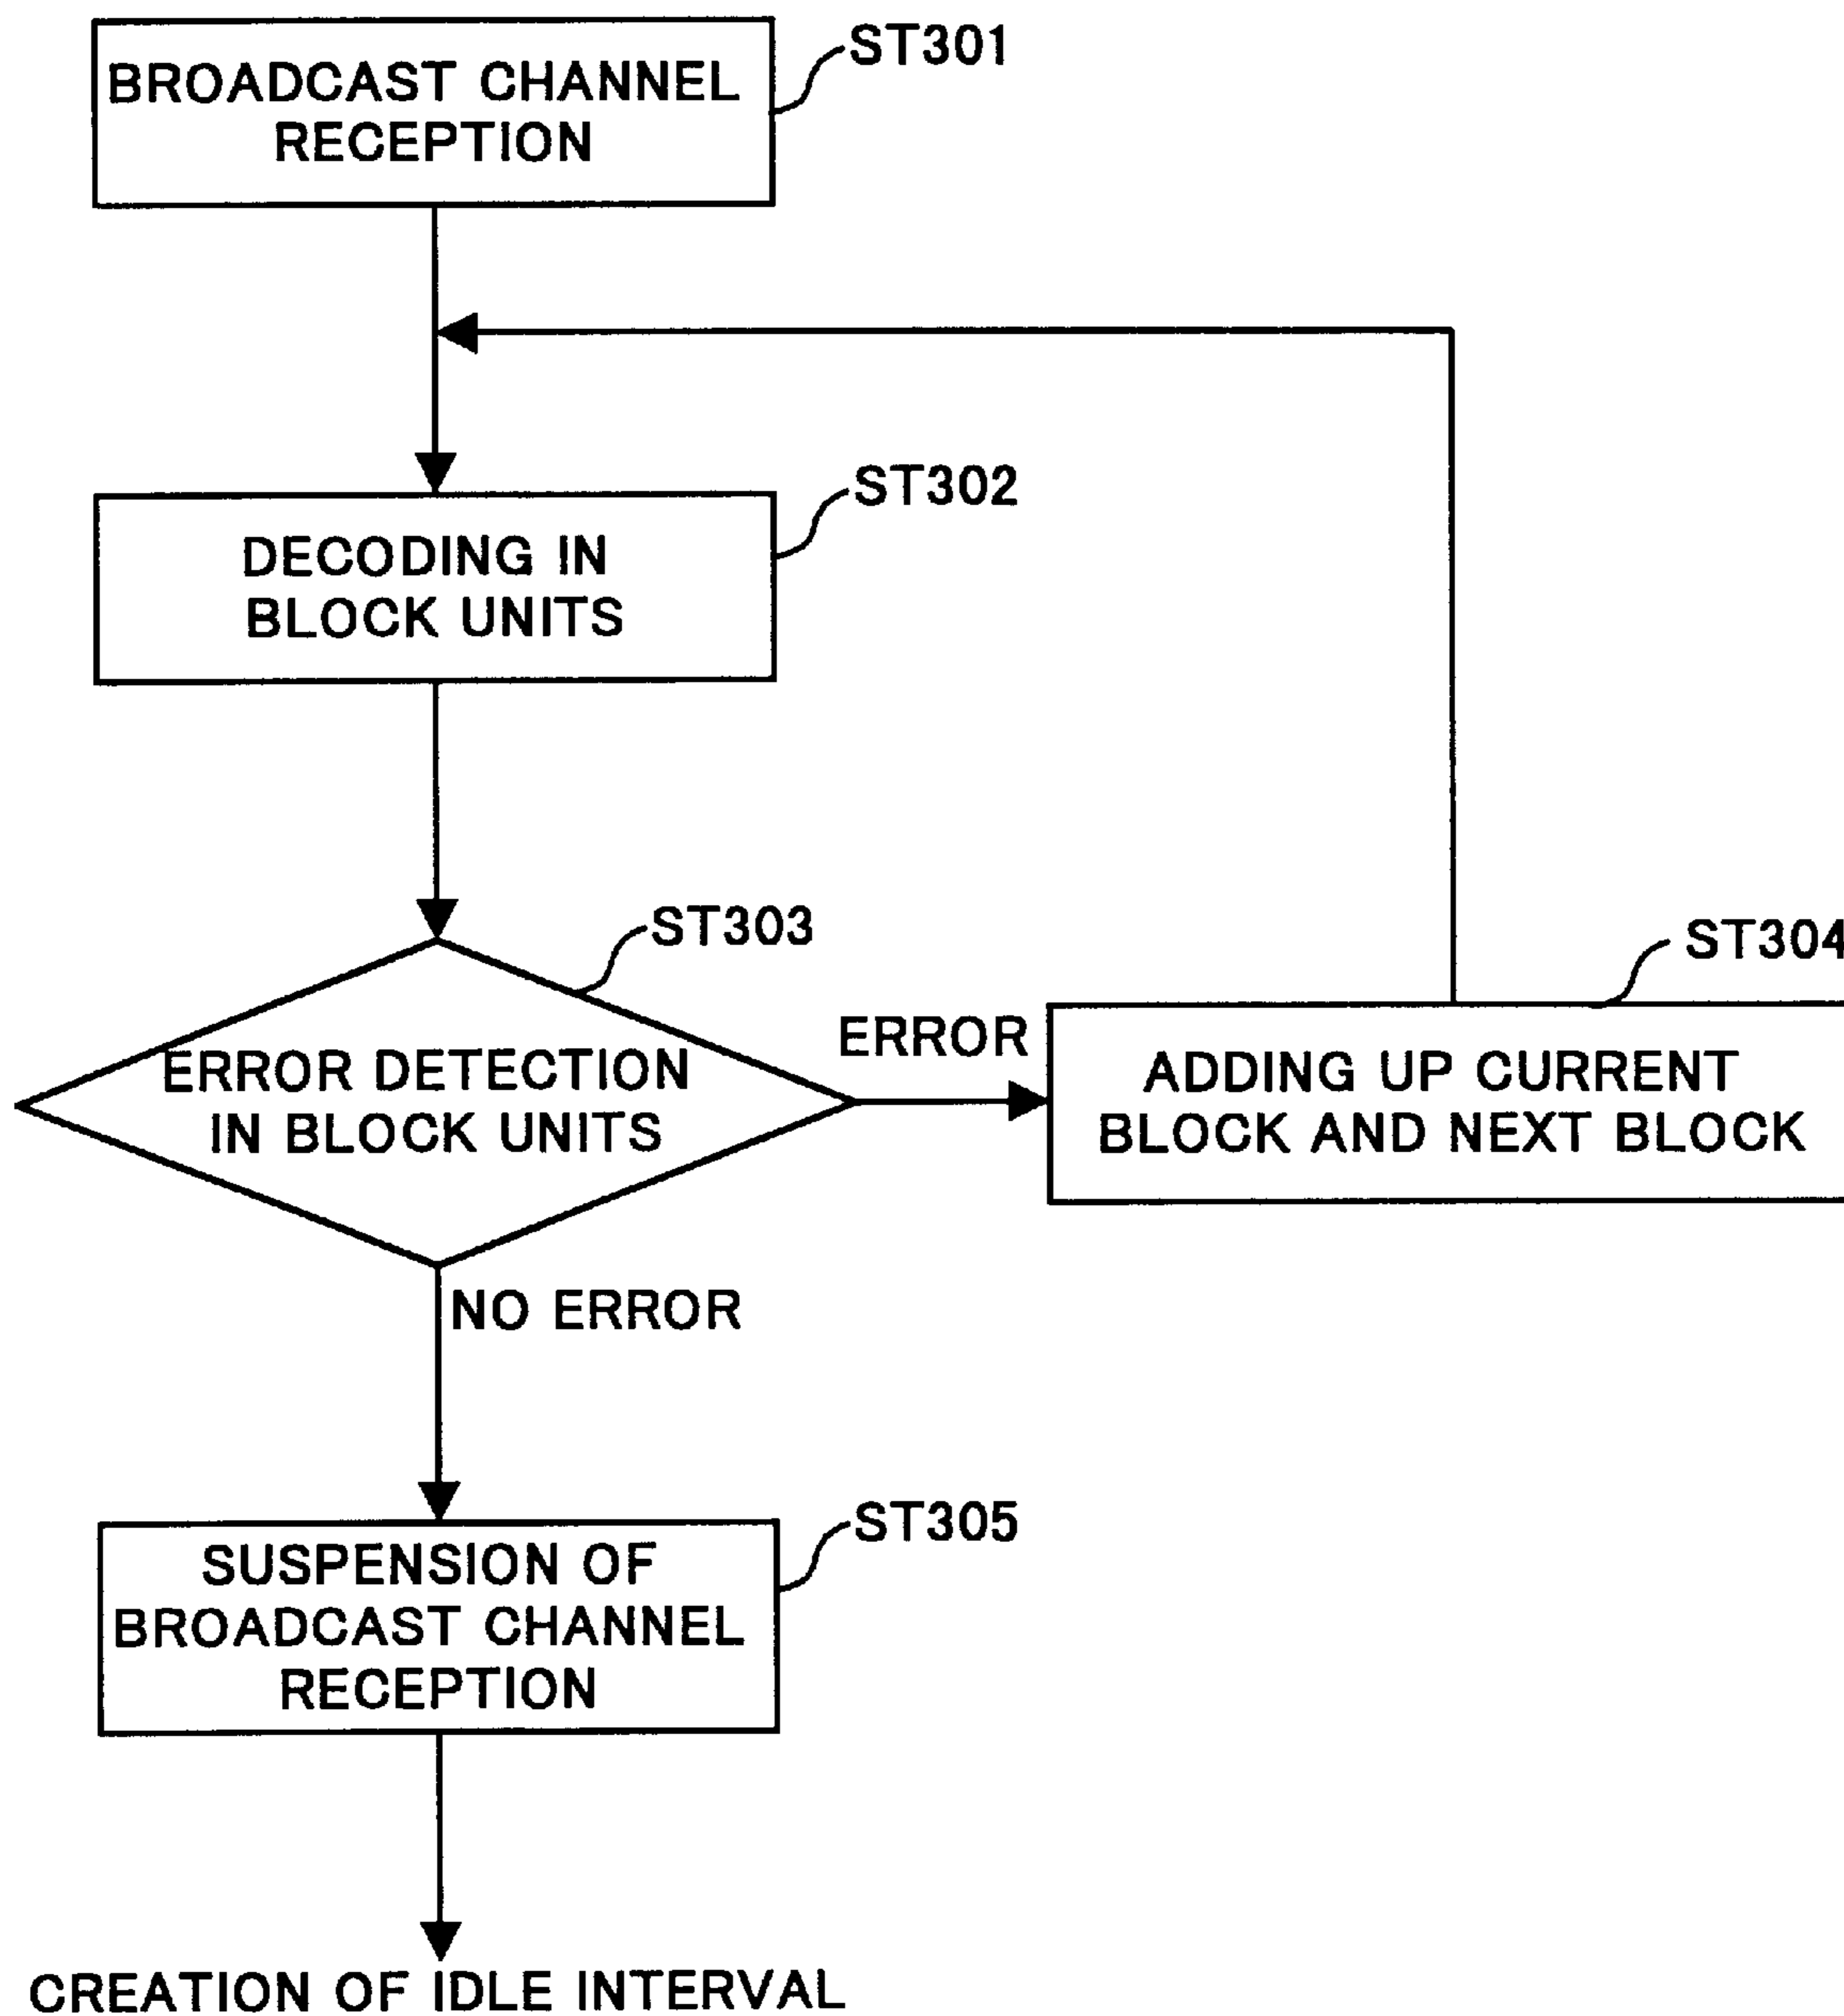 BROADCAST CHANNEL
RECEPTION
ST301
DECODING IN
BLOCK UNITS
ST302
ERROR DETECTION
IN BLOCK UNITS
ST303
ERROR
ADDING UP CURRENT
BLOCK AND NEXT BLOCK
ST304
NO ERROR
SUSPENSION OF
BROADCAST CHANNEL
RECEPTION
ST305
CREATION OF IDLE INTERVAL